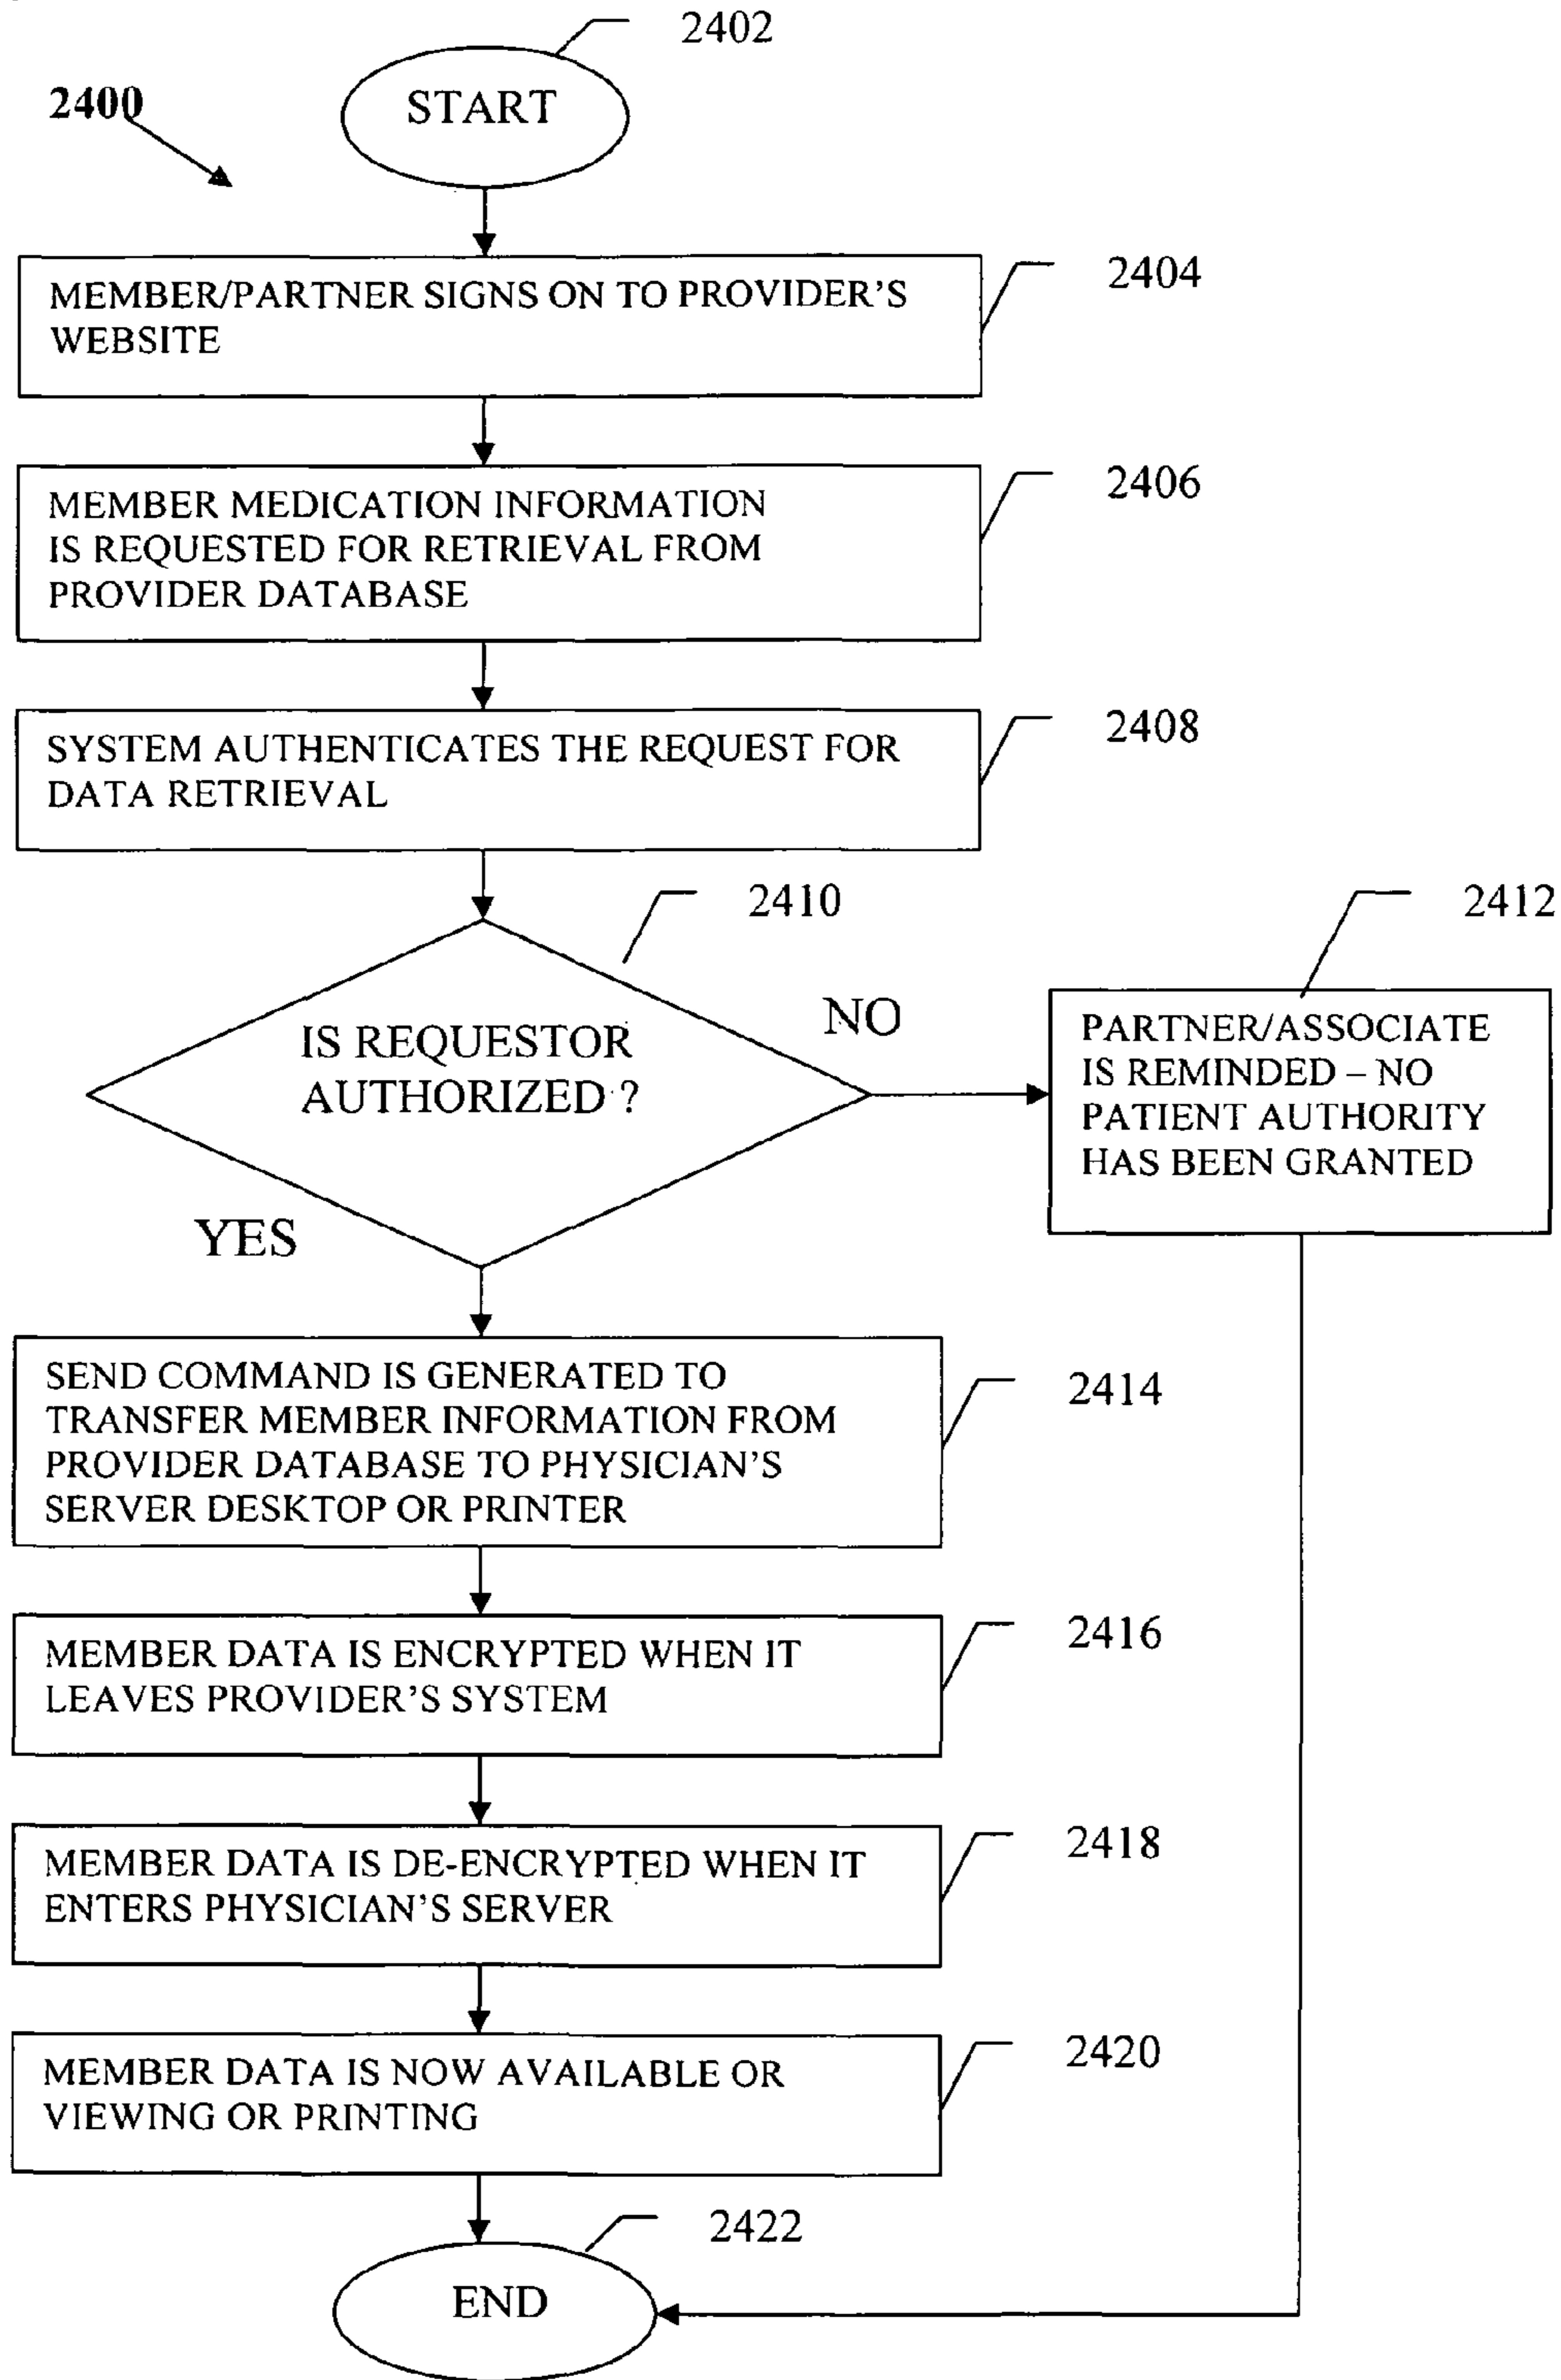 2402
2400
START
2404
MEMBER/PARTNER SIGNS ON TO PROVIDER'S
WEBSITE
2406
MEMBER MEDICATION INFORMATION
IS REQUESTED FOR RETRIEVAL FROM
PROVIDER DATABASE
2408
SYSTEM AUTHENTICATES THE REQUEST FOR
DATA RETRIEVAL
2410
IS REQUESTOR
AUTHORIZED ?
NO
2412
PARTNER/ASSOCIATE
IS REMINDED – NO
PATIENT AUTHORITY
HAS BEEN GRANTED
YES
2414
SEND COMMAND IS GENERATED TO
TRANSFER MEMBER INFORMATION FROM
PROVIDER DATABASE TO PHYSICIAN'S
SERVER DESKTOP OR PRINTER
2416
MEMBER DATA IS ENCRYPTED WHEN IT
LEAVES PROVIDER'S SYSTEM
2418
MEMBER DATA IS DE-ENCRYPTED WHEN IT
ENTERS PHYSICIAN'S SERVER
2420
MEMBER DATA IS NOW AVAILABLE OR
VIEWING OR PRINTING
2422
END